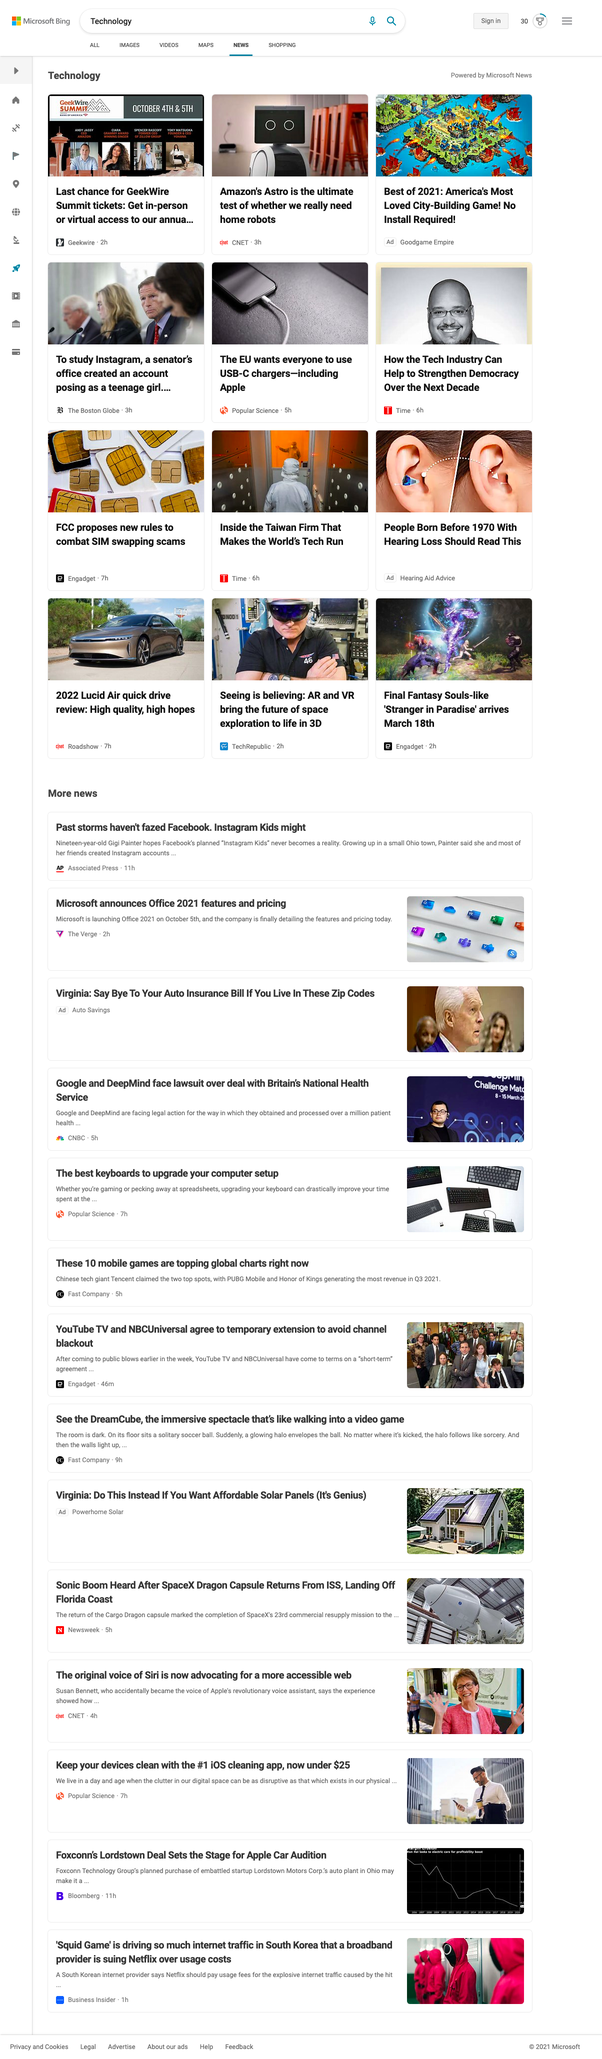 Microsoft Bing
Technology
Sign in
30
ALL
IMAGES
VIDEOS
MAPS
NEWS
SHOPPING
Technology
Powered by Microsoft News
GeekWire
SUMMIT
OCTOBER 4TH & 5TH
Last chance for GeekWire
Summit tickets: Get in-person
or virtual access to our annua...
Geekwire · 2h
Amazon's Astro is the ultimate
test of whether we really need
home robots
CNET · 3h
Best of 2021: America's Most
Loved City-Building Game! No
Install Required!
Ad Goodgame Empire
To study Instagram, a senator's
office created an account
posing as a teenage girl....
The Boston Globe · 3h
The EU wants everyone to use
USB-C chargers—including
Apple
Popular Science · 5h
How the Tech Industry Can
Help to Strengthen Democracy
Over the Next Decade
Time · 6h
FCC proposes new rules to
combat SIM swapping scams
Engadget · 7h
Inside the Taiwan Firm That
Makes the World's Tech Run
Time · 6h
People Born Before 1970 With
Hearing Loss Should Read This
Ad Hearing Aid Advice
2022 Lucid Air quick drive
review: High quality, high hopes
Roadshow · 7h
Seeing is believing: AR and VR
bring the future of space
exploration to life in 3D
TechRepublic · 2h
Final Fantasy Souls-like
'Stranger in Paradise' arrives
March 18th
Engadget · 2h
More news
Past storms haven't fazed Facebook. Instagram Kids might
Nineteen-year-old Gigi Painter hopes Facebook's planned "Instagram Kids" never becomes a reality. Growing up in a small Ohio town, Painter said she and most of
her friends created Instagram accounts ...
AP Associated Press · 11h
Microsoft announces Office 2021 features and pricing
Microsoft is launching Office 2021 on October 5th, and the company is finally detailing the features and pricing today.
The Verge · 2h
Virginia: Say Bye To Your Auto Insurance Bill If You Live In These Zip Codes
Ad Auto Savings
Google and DeepMind face lawsuit over deal with Britain's National Health
Service
Google and DeepMind are facing legal action for the way in which they obtained and processed over a million patient
health ...
CNBC · 5h
Challenge Matc
8 - 15 March 20
The best keyboards to upgrade your computer setup
Whether you're gaming or pecking away at spreadsheets, upgrading your keyboard can drastically improve your time
spent at the ...
Popular Science · 7h
These 10 mobile games are topping global charts right now
Chinese tech giant Tencent claimed the two top spots, with PUBG Mobile and Honor of Kings generating the most revenue in Q3 2021.
Fast Company · 5h
YouTube TV and NBCUniversal agree to temporary extension to avoid channel
blackout
After coming to public blows earlier in the week, YouTube TV and NBCUniversal have come to terms on a "short-term"
agreement ...
Engadget · 46m
See the DreamCube, the immersive spectacle that's like walking into a video game
The room is dark. On its floor sits a solitary soccer ball. Suddenly, a glowing halo envelopes the ball. No matter where it's kicked, the halo follows like sorcery. And
then the walls light up, ...
Fast Company · 9h
Virginia: Do This Instead If You Want Affordable Solar Panels (It's Genius)
Ad Powerhome Solar
Sonic Boom Heard After SpaceX Dragon Capsule Returns From ISS, Landing Off
Florida Coast
The return of the Cargo Dragon capsule marked the completion of SpaceX's 23rd commercial resupply mission to the ...
Newsweek · 5h
The original voice of Siri is now advocating for a more accessible web
Susan Bennett, who accidentally became the voice of Apple's revolutionary voice assistant, says the experience
showed how ...
CNET · 4h
Keep your devices clean with the #1 iOS cleaning app, now under $25
We live in a day and age when the clutter in our digital space can be as disruptive as that which exists in our physical ...
Popular Science · 7h
Foxconn's Lordstown Deal Sets the Stage for Apple Car Audition
Foxconn Technology Group's planned purchase of embattled startup Lordstown Motors Corp.'s auto plant in Ohio may
make it a ...
B Bloomberg · 11h
'Squid Game' is driving so much internet traffic in South Korea that a broadband
provider is suing Netflix over usage costs
A South Korean internet provider says Netflix should pay usage fees for the explosive internet traffic caused by the hit
...
Business Insider · 1h
Privacy and Cookies
Legal
Advertise
About our ads
Help
Feedback
© 2021 Microsoft